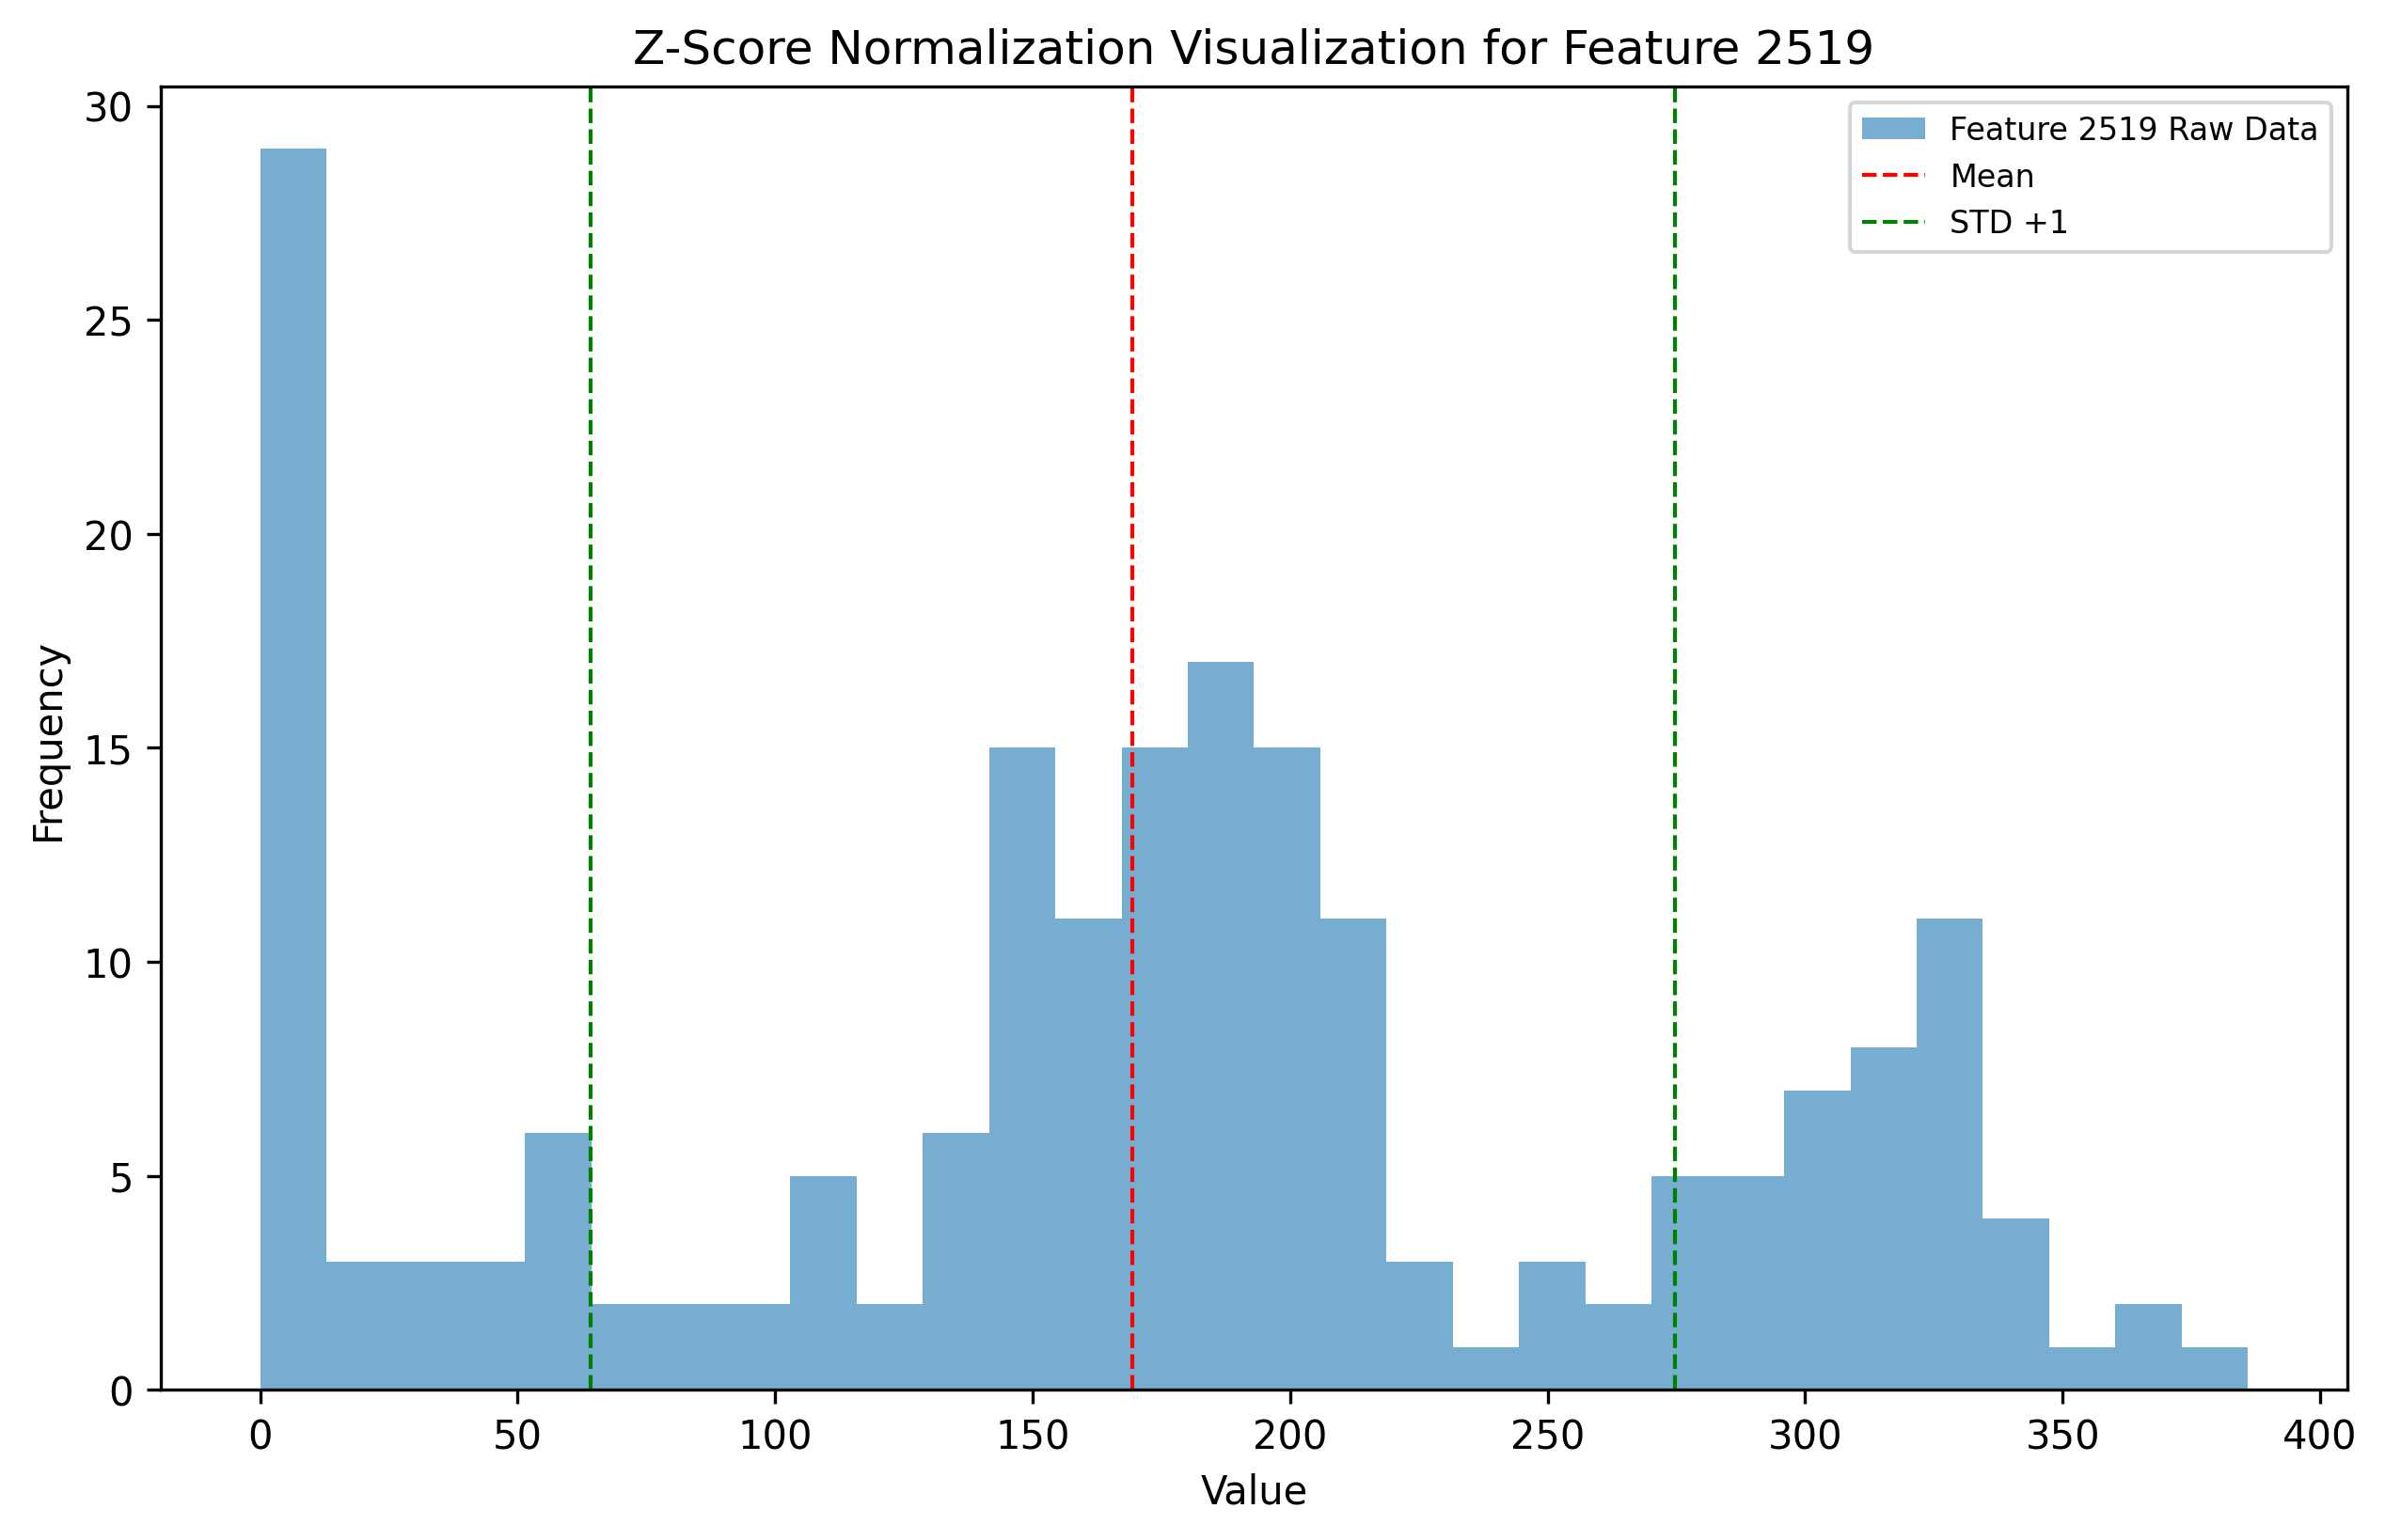 Z-Score Normalization Visualization for Feature 2519
Feature 2519 Raw Data
Mean
STD +1
Frequency
30
25
20
15
10
5
0
0 50 100 150 200 250 300 350 400
Value